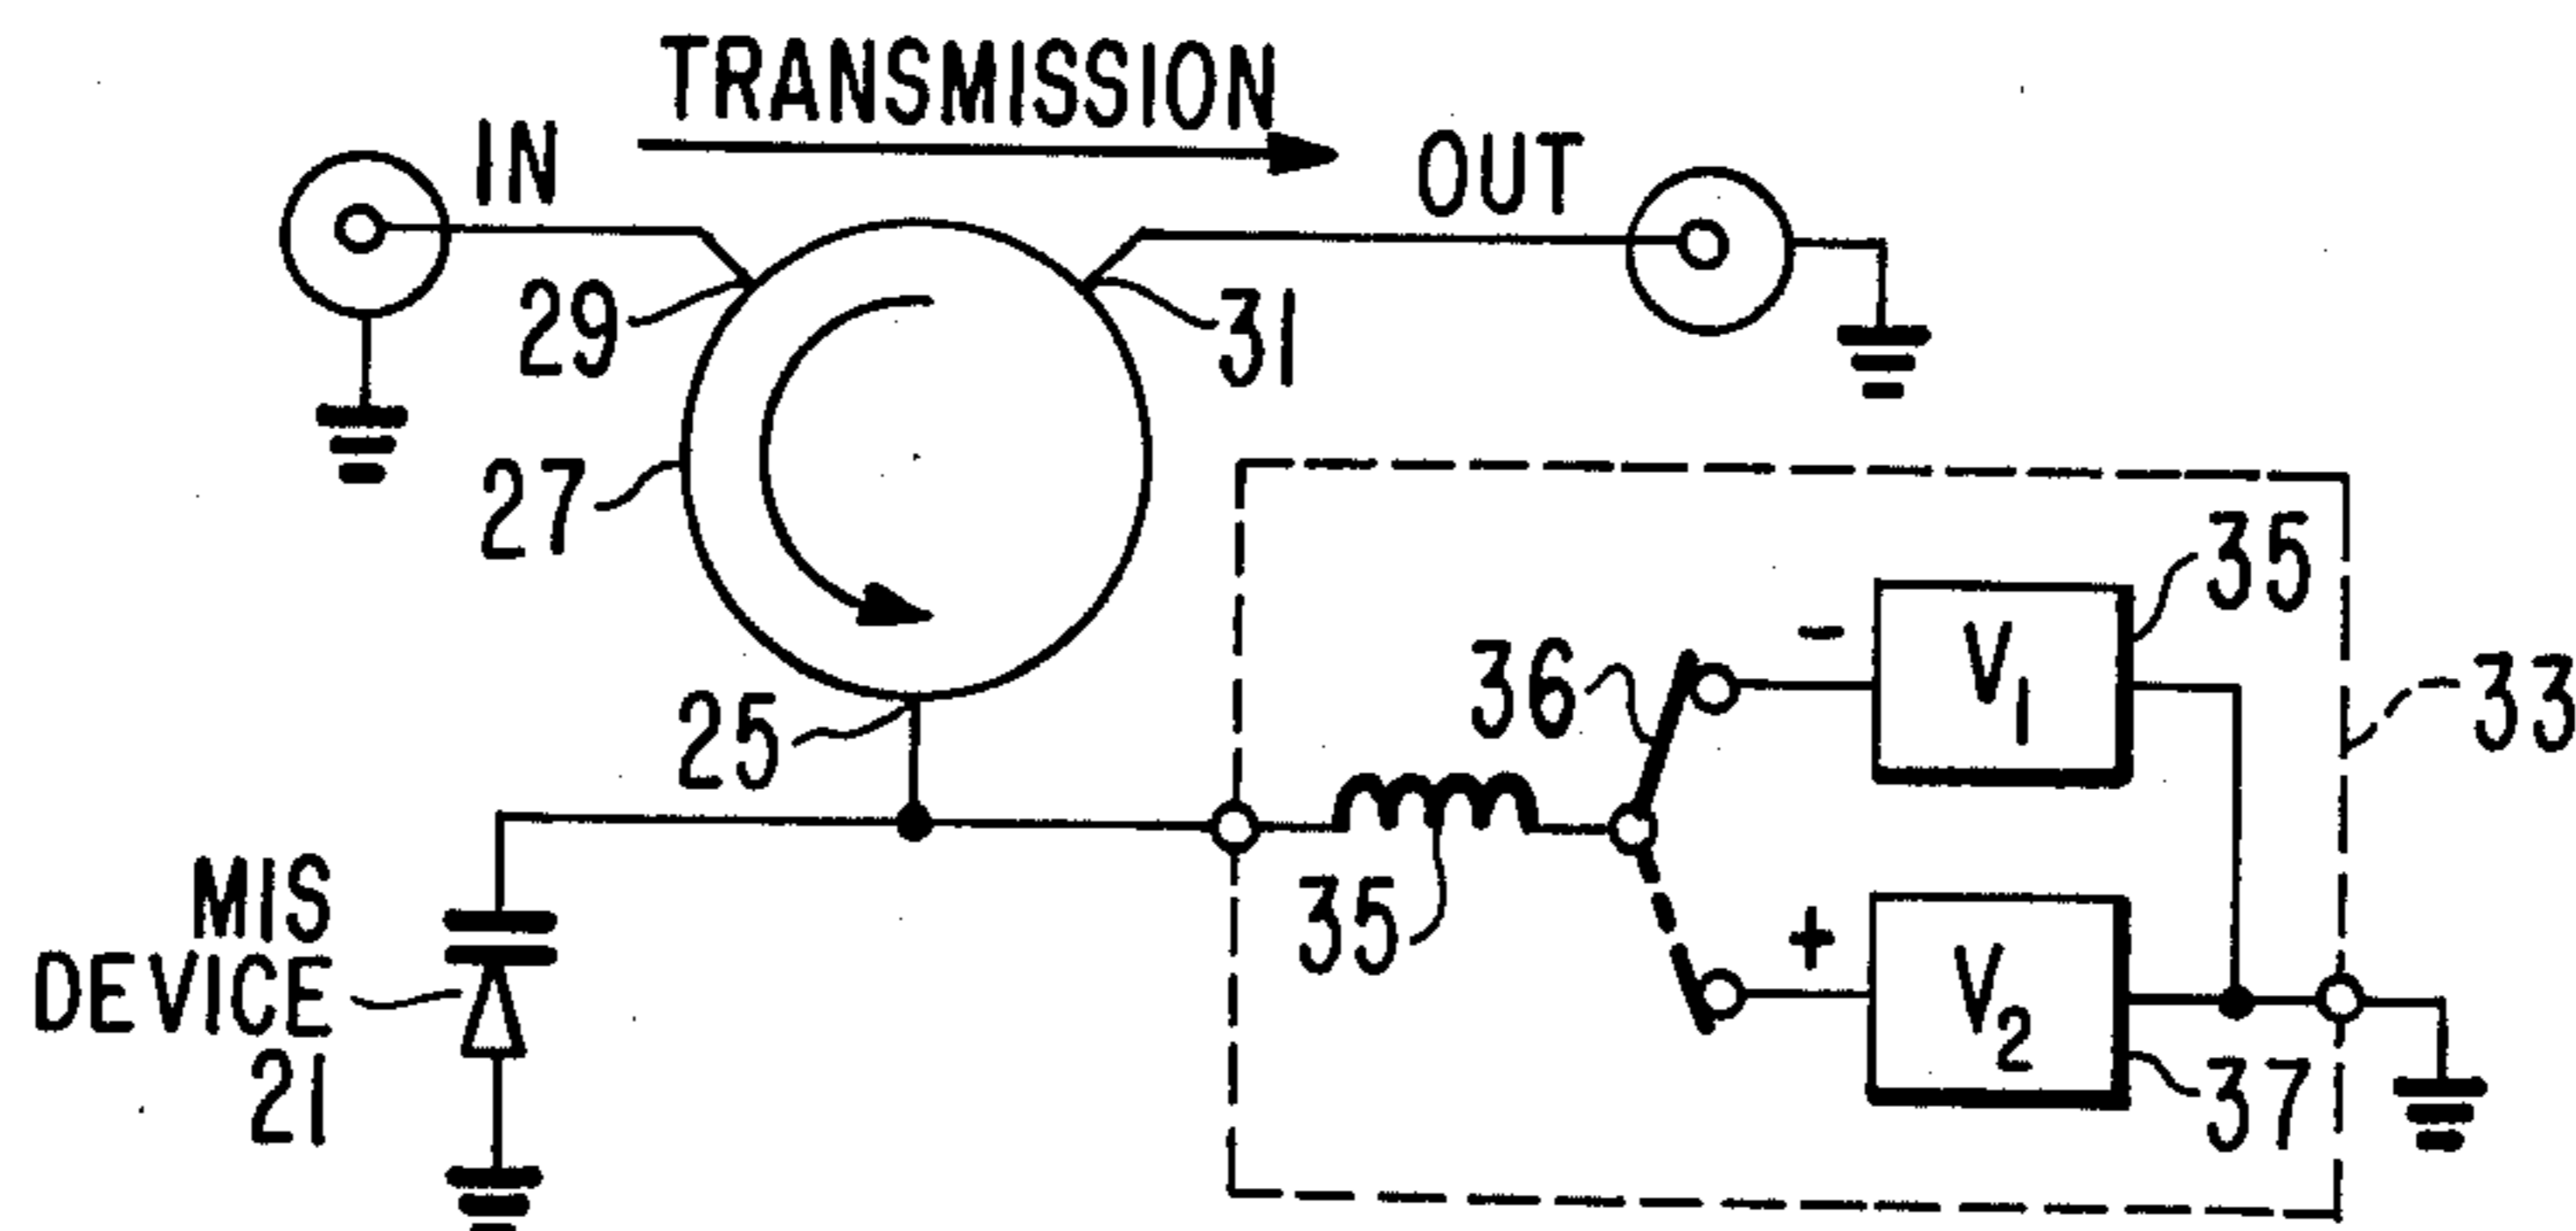 TRANSMISSION
IN
OUT
29
31
27
25
35
V1
33
36
-
35
+
V2
37
MIS
DEVICE
21